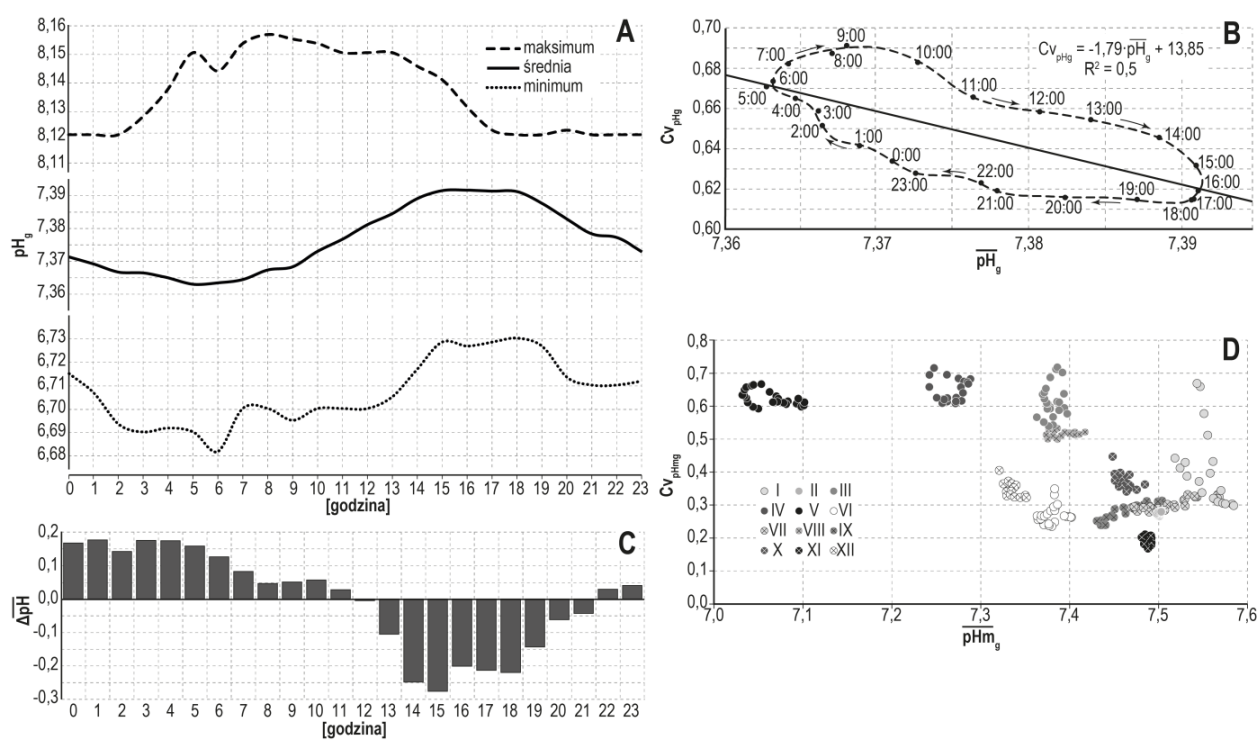 A
8,16
8,15
8,14
8,13
8,12
8,11
maksimum
średnia
minimum
pHg
7,39
7,38
7,37
7,36
6,73
6,71
6,70
6,69
6,68
0 1 2 3 4 5 6 7 8 9 10 11 12 13 14 15 16 17 18 19 20 21 22 23
[godzina]
B
CvpHg
0,70
0,68
0,66
0,64
0,62
0,60
CvpHg = -1,79·pHg + 13,85
R² = 0,5
9:00
7:00
8:00
10:00
6:00
5:00
11:00
4:00
3:00
12:00
13:00
2:00
1:00
14:00
0:00
15:00
23:00
22:00
16:00
21:00
20:00
19:00
18:00
17:00
7,36 7,37 7,38 7,39
pHg
C
ΔpH
0,2
0,1
0,0
-0,1
-0,2
-0,3
0 1 2 3 4 5 6 7 8 9 10 11 12 13 14 15 16 17 18 19 20 21 22 23
[godzina]
D
CvpHmg
0,8
0,7
0,6
0,5
0,4
0,3
0,2
0,1
0,0
I II III
IV V VI
VII VIII IX
X XI XII
7,0 7,1 7,2 7,3 7,4 7,5 7,6
pHmg